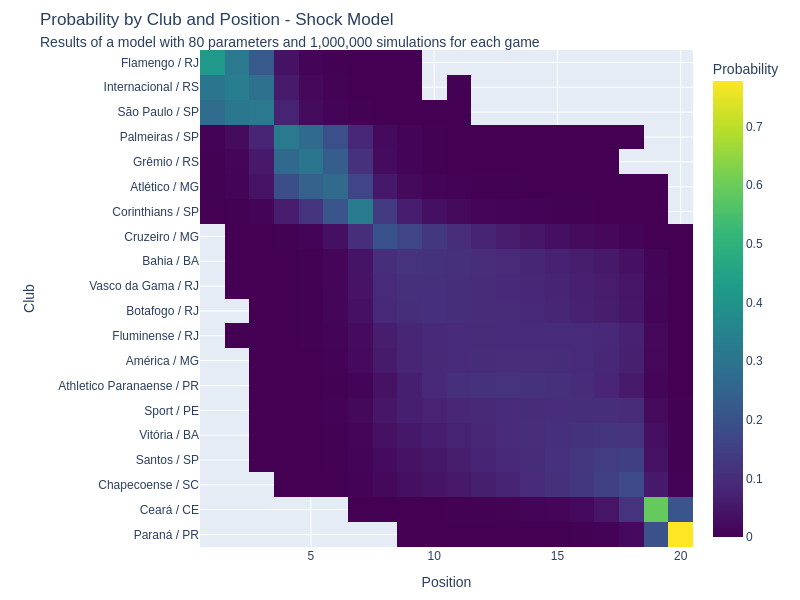 Probability by Club and Position - Shock Model
Results of a model with 80 parameters and 1,000,000 simulations for each game
Probability
Club
Flamengo / RJ
Internacional / RS
São Paulo / SP
Palmeiras / SP
Grêmio / RS
Atlético / MG
Corinthians / SP
Cruzeiro / MG
Bahia / BA
Vasco da Gama / RJ
Botafogo / RJ
Fluminense / RJ
América / MG
Athletico Paranaense / PR
Sport / PE
Vitória / BA
Santos / SP
Chapecoense / SC
Ceará / CE
Paraná / PR
0.7
0.6
0.5
0.4
0.3
0.2
0.1
0
5 10 15 20
Position